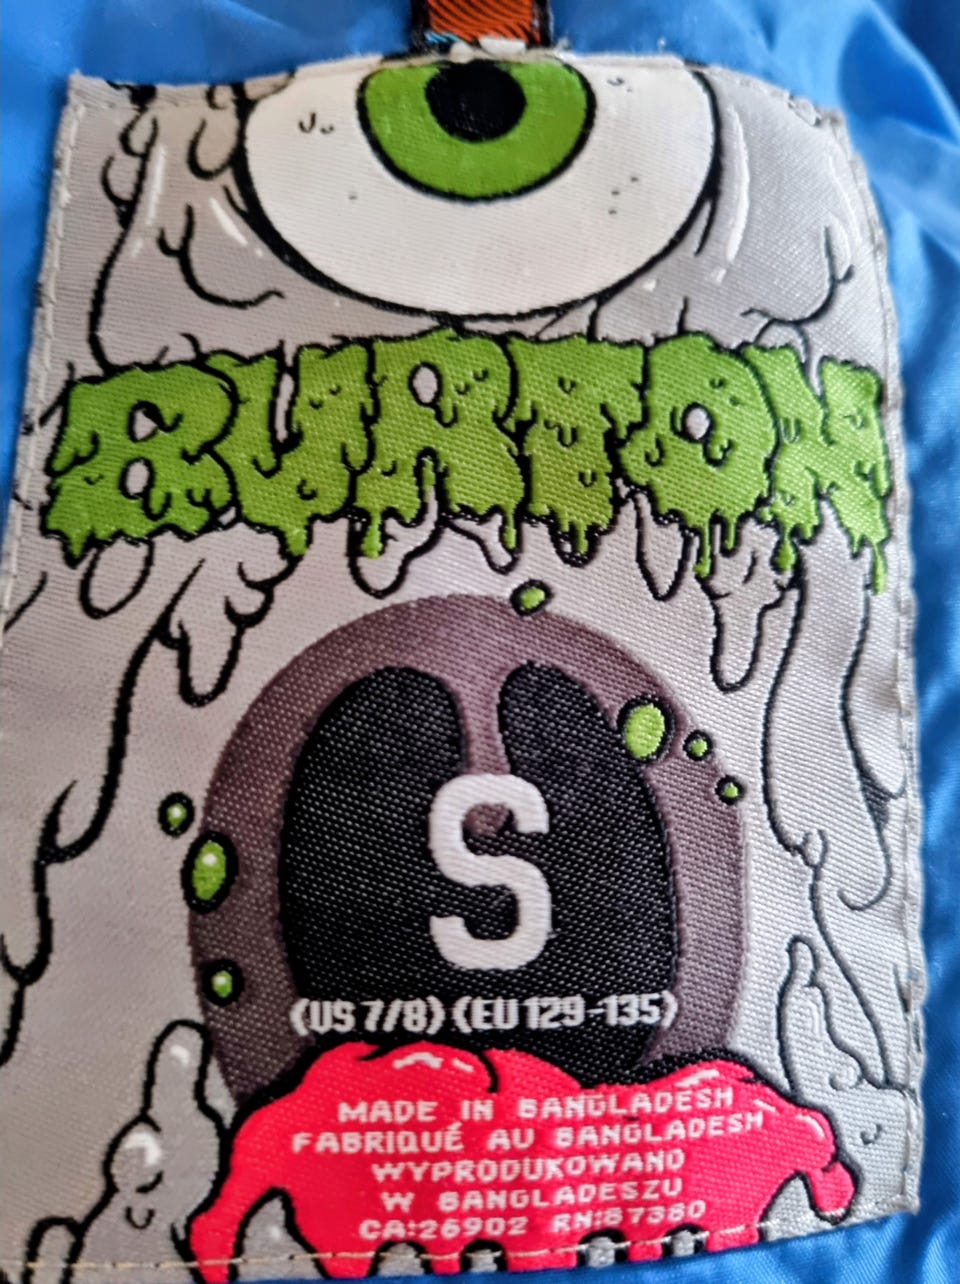 BURTON
S
(US 7/8) (EU 129-135)
MADE IN BANGLADESH
FABRIQUÉ AU BANGLADESH
WYPRODUKOWANO
W BANGLADESZU
CA:26902 RN:87380